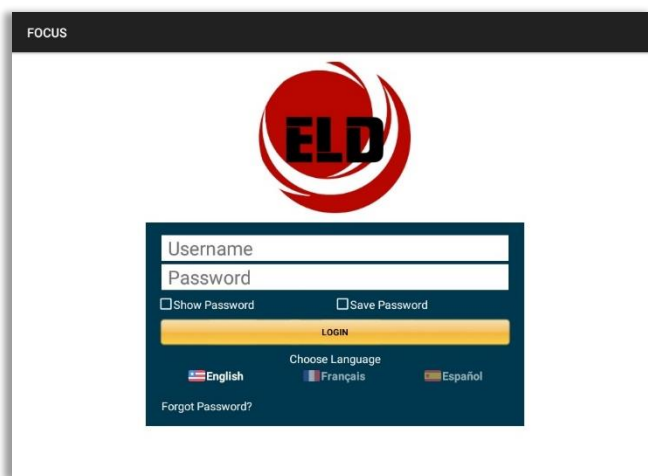 FOCUS
ELD
Username
Password
Show Password Save Password
LOGIN
Choose Language
English Français Español
Forgot Password?